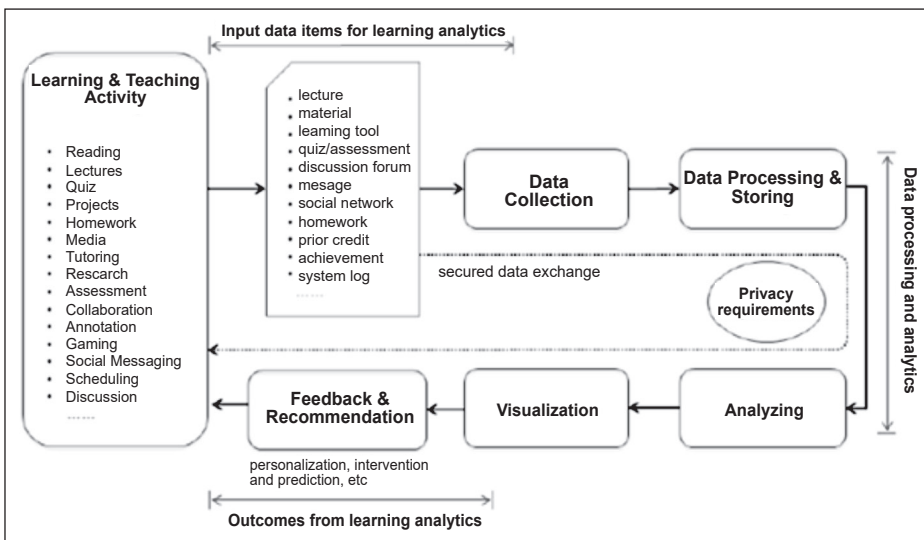 Input data items for learning analytics
Learning & Teaching
Activity
• Reading
• Lectures
• Quiz
• Projects
• Homework
• Media
• Tutoring
• Rescarch
• Assessment
• Collaboration
• Annotation
• Gaming
• Social Messaging
• Scheduling
• Discussion
......
• lecture
• material
• leaming tool
• quiz/assessment
• discussion forum
• mesage
• social network
• homework
• prior credit
• achievement
• system log
......
Data
Collection
Data Processing &
Storing
secured data exchange
Privacy
requirements
Data processing and analytics
Feedback &
Recommendation
Visualization
Analyzing
personalization, intervention
and prediction, etc
Outcomes from learning analytics